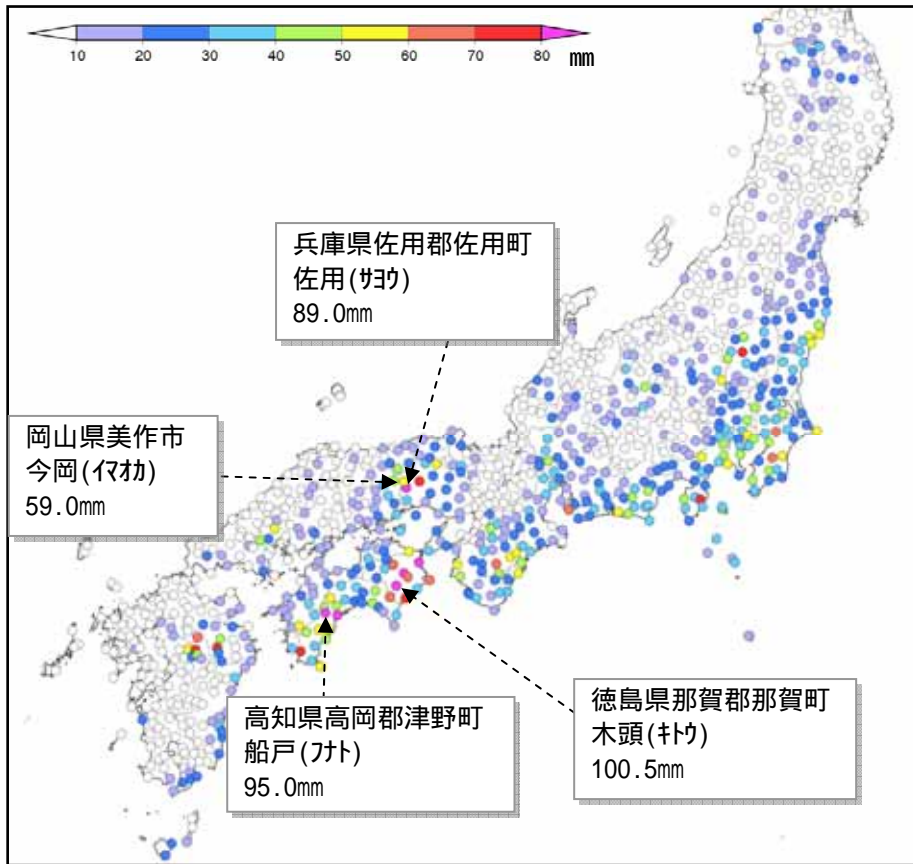 10 20 30 40 50 60 70 80 mm
兵庫県佐用郡佐用町
佐用(ｻﾖｳ)
89.0mm
岡山県美作市
今岡(ｲﾏｵｶ)
59.0mm
高知県高岡郡津野町
船戸(ﾌﾅﾄ)
95.0mm
徳島県那賀郡那賀町
木頭(ｷﾄｳ)
100.5mm